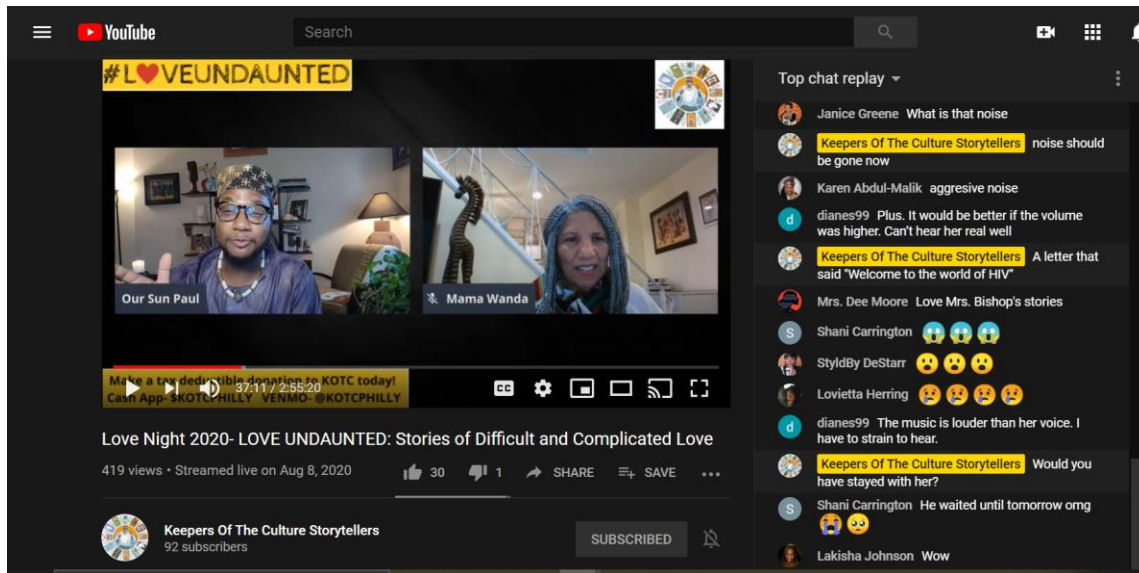 YouTube
Search
#L❤VEUNDAUNTED
Our Sun Paul
Mama Wanda
Make a tax deductible donation to KOTC today!
Cash App- $KOTCPHILLY VENMO- @KOTCPHILLY
37:11 / 2:55:20
CC
Love Night 2020- LOVE UNDAUNTED: Stories of Difficult and Complicated Love
419 views • Streamed live on Aug 8, 2020
30
1
SHARE
SAVE
Keepers Of The Culture Storytellers
92 subscribers
SUBSCRIBED
Top chat replay
Janice Greene What is that noise
Keepers Of The Culture Storytellers noise should
be gone now
Karen Abdul-Malik aggresive noise
d
dianes99 Plus. It would be better if the volume
was higher. Can't hear her real well
Keepers Of The Culture Storytellers A letter that
said "Welcome to the world of HIV"
Mrs. Dee Moore Love Mrs. Bishop's stories
S
Shani Carrington 😱😱😱
StyldBy DeStarr 😮😮😮
Lovietta Herring 😢😢😢😢
d
dianes99 The music is louder than her voice. I
have to strain to hear.
Keepers Of The Culture Storytellers Would you
have stayed with her?
S
Shani Carrington He waited until tomorrow omg
😭🥺
Lakisha Johnson Wow